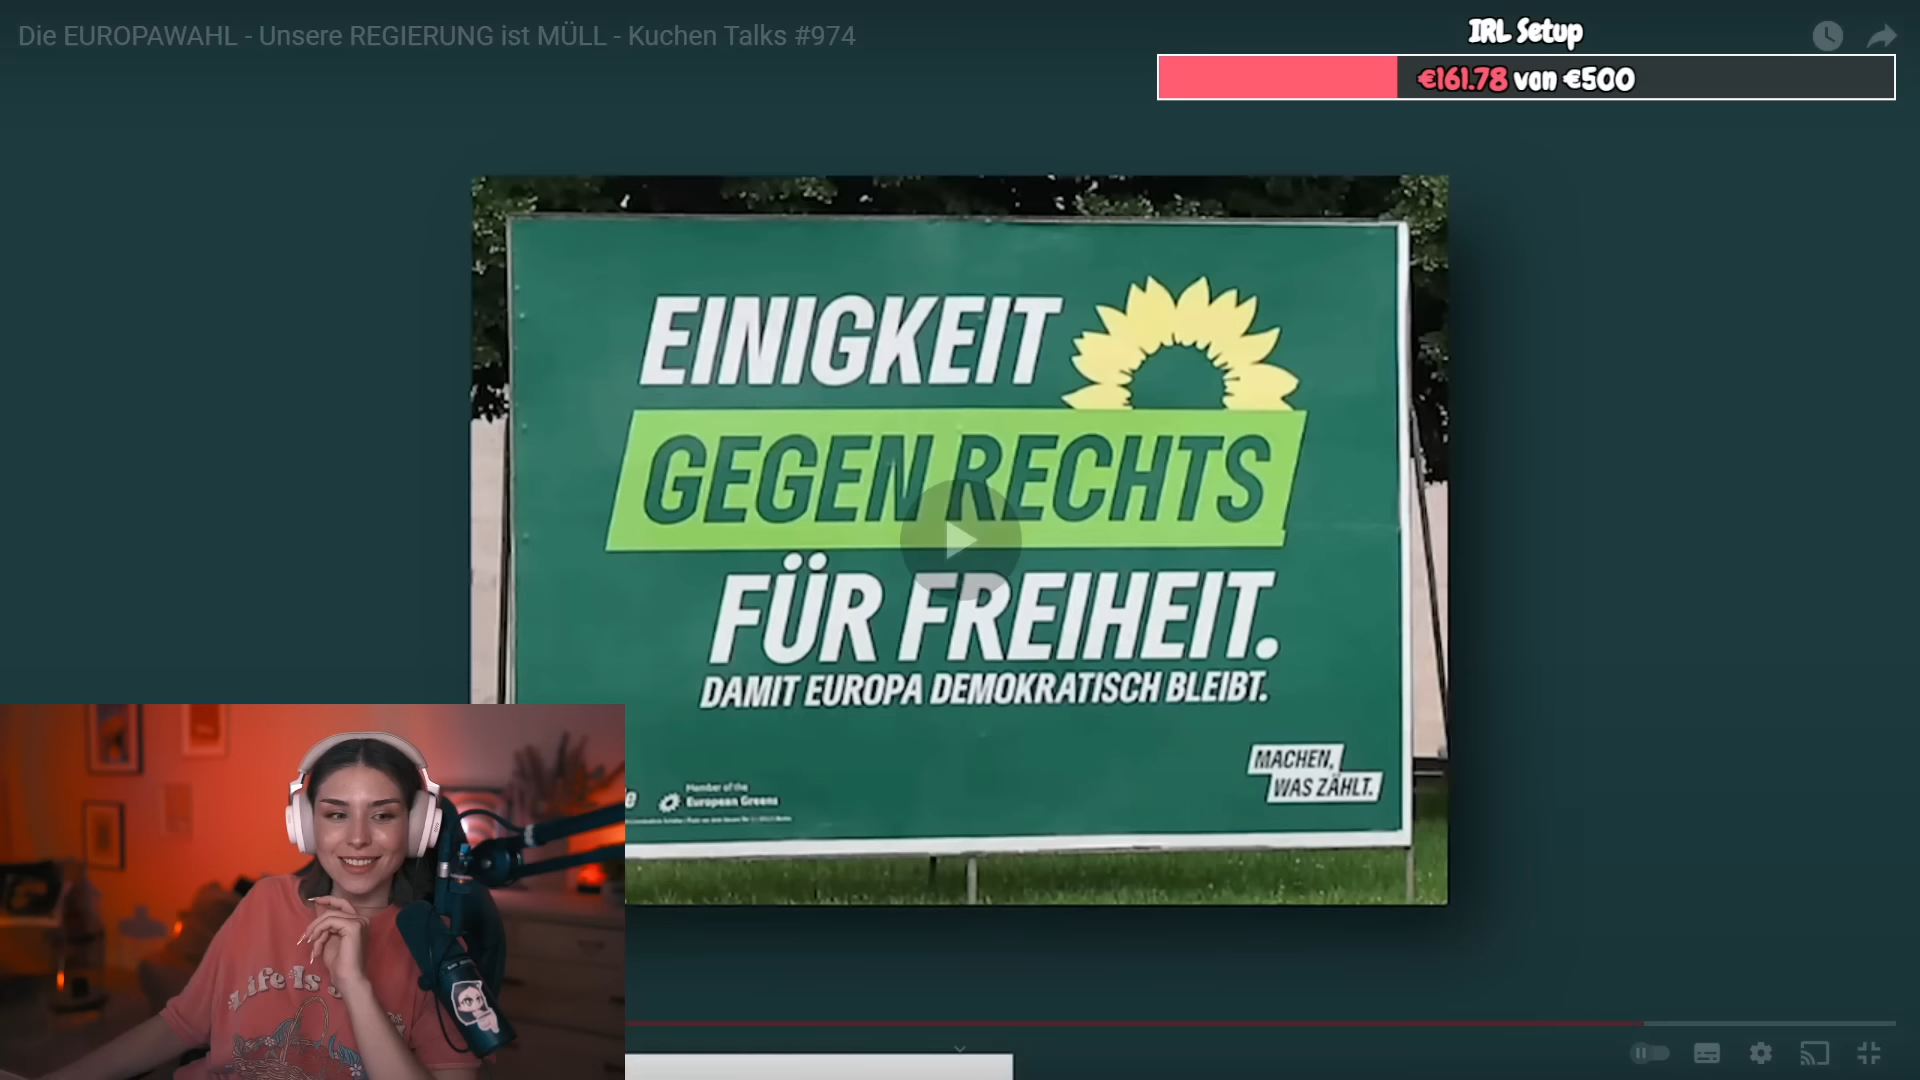 Die EUROPAWAHL - Unsere REGIERUNG ist MÜLL - Kuchen Talks #974
IRL Setup
€161.78 von €500
EINIGKEIT
GEGEN RECHTS
FÜR FREIHEIT.
DAMIT EUROPA DEMOKRATISCH BLEIBT.
MACHEN,
WAS ZÄHLT.
Member of the
European Greens
Life Is